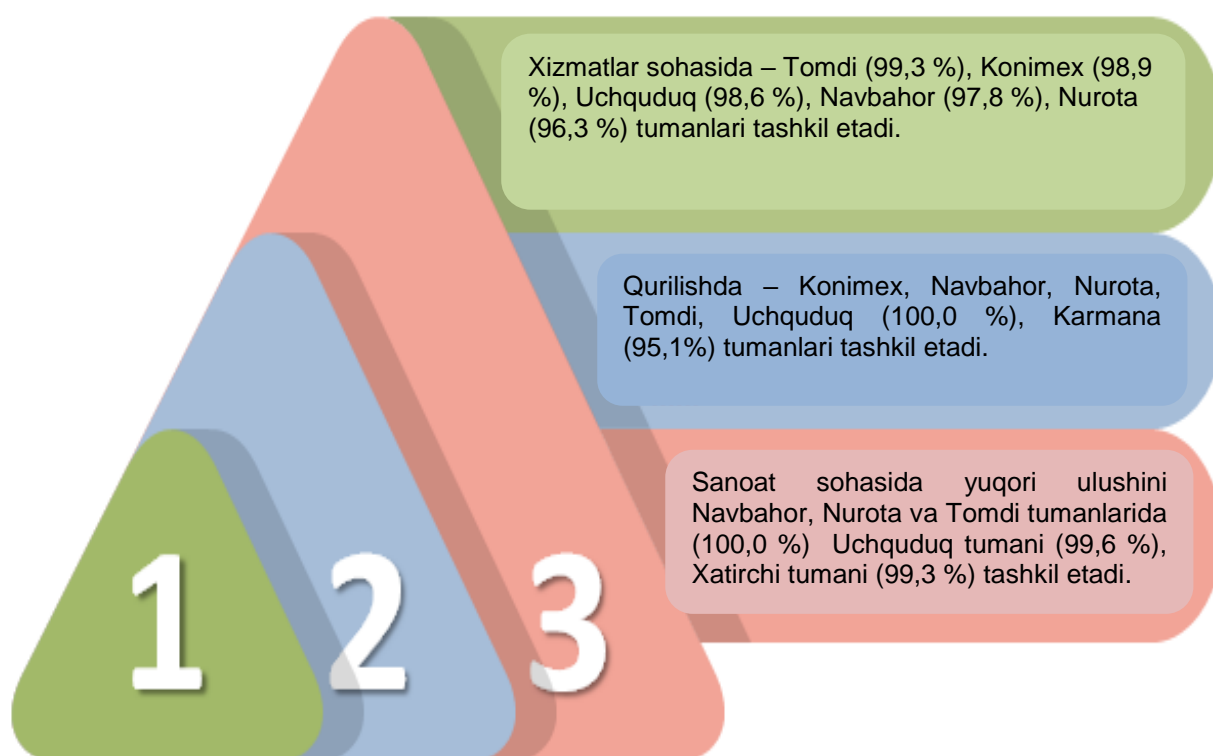 Xizmatlar sohasida – Tomdi (99,3 %), Konimex (98,9
%), Uchquduq (98,6 %), Navbahor (97,8 %), Nurota
(96,3 %) tumanlari tashkil etadi.
Qurilishda – Konimex, Navbahor, Nurota,
Tomdi, Uchquduq (100,0 %), Karmana
(95,1%) tumanlari tashkil etadi.
Sanoat sohasida yuqori ulushini
Navbahor, Nurota va Tomdi tumanlarida
(100,0 %) Uchquduq tumani (99,6 %),
Xatirchi tumani (99,3 %) tashkil etadi.
1 2 3